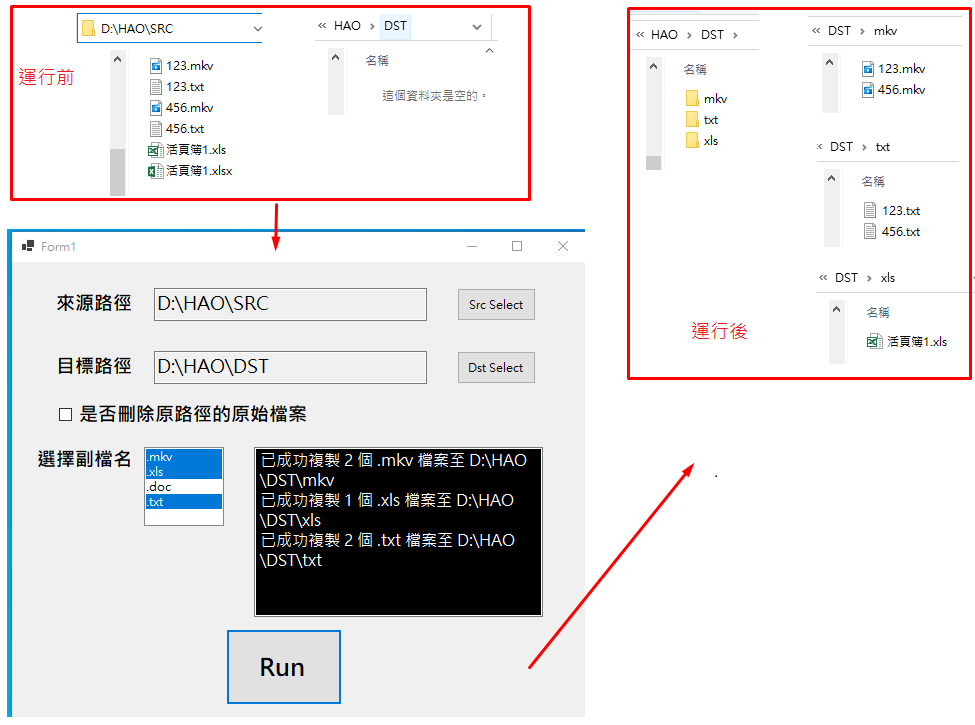 D:\HAO\SRC
« HAO › DST
名稱
這個資料夾是空的。
運行前
123.mkv
123.txt
456.mkv
456.txt
活頁簿1.xls
活頁簿1.xlsx
« HAO › DST ›
名稱
mkv
txt
xls
« DST › mkv
123.mkv
456.mkv
« DST › txt
名稱
123.txt
456.txt
« DST › xls
名稱
活頁簿1.xls
運行後
Form1
來源路徑
D:\HAO\SRC
Src Select
目標路徑
D:\HAO\DST
Dst Select
是否刪除原路徑的原始檔案
選擇副檔名
.mkv
.xls
.doc
.txt
已成功複製 2 個 .mkv 檔案至 D:\HAO
\DST\mkv
已成功複製 1 個 .xls 檔案至 D:\HAO
\DST\xls
已成功複製 2 個 .txt 檔案至 D:\HAO
\DST\txt
Run